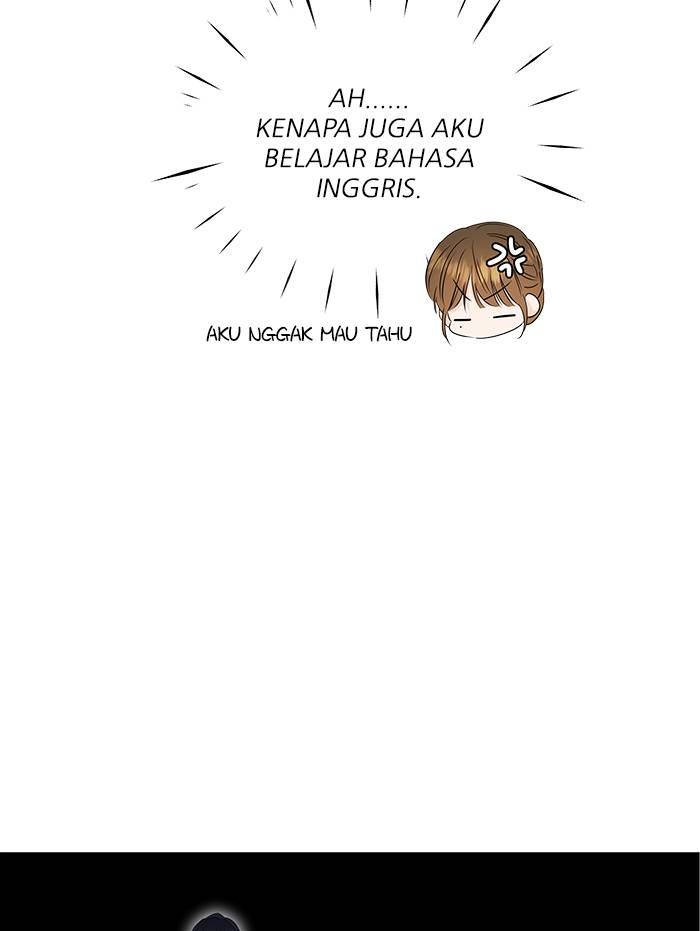 AH......
KENAPA JUGA AKU
BELAJAR BAHASA
INGGRIS.
AKU NGGAK MAU TAHU